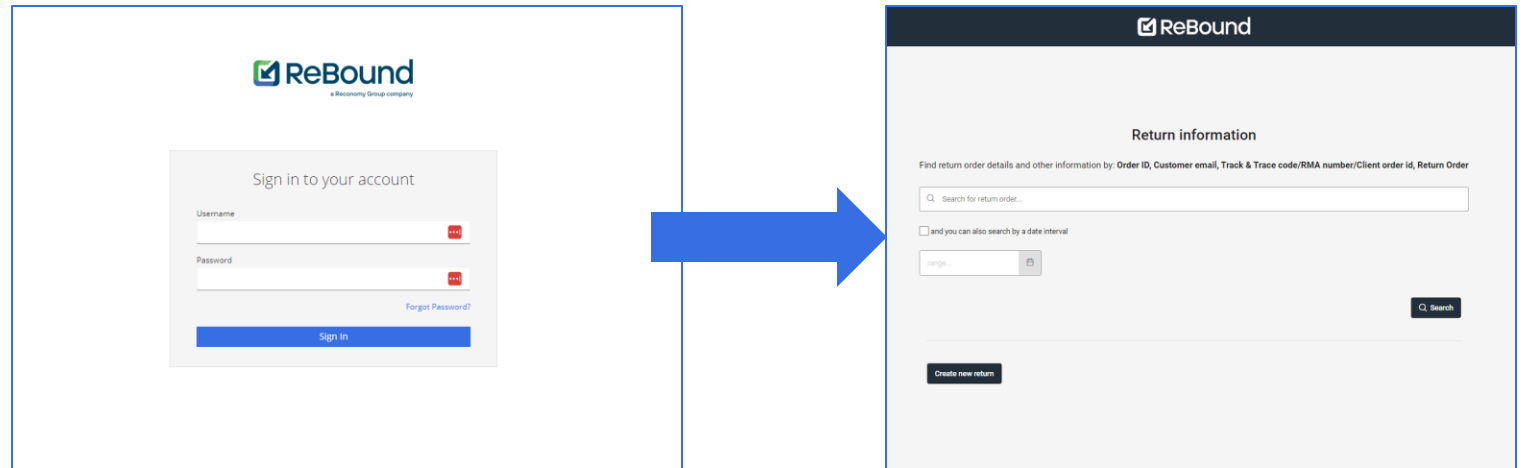 ReBound
a Reconomy Group company
Sign in to your account
Username
Password
Forgot Password?
Sign In
ReBound
Return information
Find return order details and other information by: Order ID, Customer email, Track & Trace code/RMA number/Client order id, Return Order
Search for return order...
and you can also search by a date interval
range...
Search
Create new return